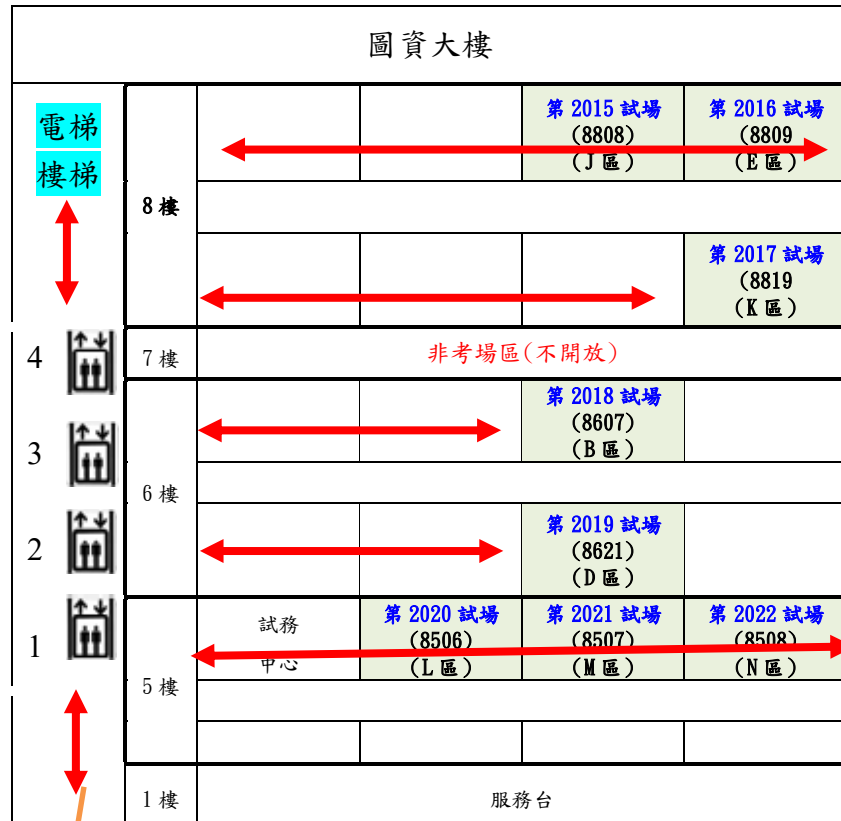 圖資大樓
電梯
樓梯
8樓
第 2015 試場
(8808)
(J 區)
第 2016 試場
(8809
(E 區)
第 2017 試場
(8819
(K 區)
4
7 樓
非考場區(不開放)
3
6 樓
第 2018 試場
(8607)
(B 區)
2
第 2019 試場
(8621)
(D 區)
1
5 樓
試務
中心
第 2020 試場
(8506)
(L 區)
第 2021 試場
(8507)
(M 區)
第 2022 試場
(8508)
(N 區)
1 樓
服務台